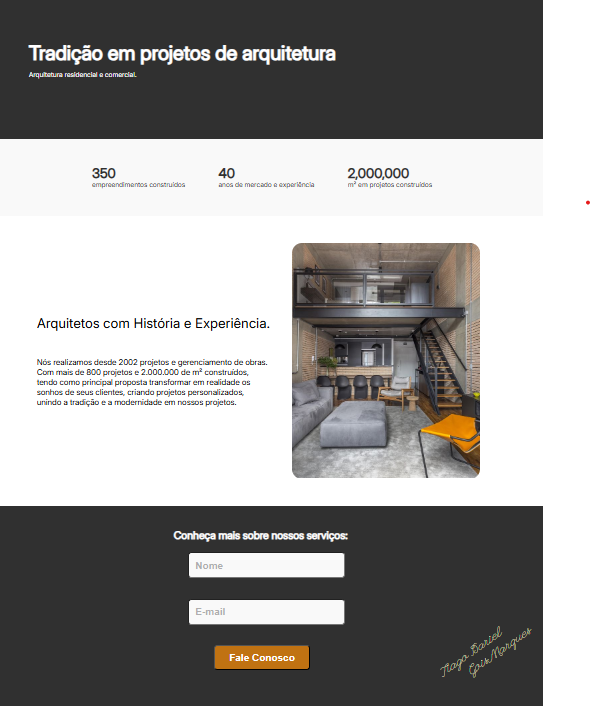 Tradição em projetos de arquitetura
Arquitetura residencial e comercial.
350
empreendimentos construídos
40
anos de mercado e experiência
2,000,000
m² em projetos construídos
Arquitetos com História e Experiência.
Nós realizamos desde 2002 projetos e gerenciamento de obras.
Com mais de 800 projetos e 2.000.000 de m² construídos,
tendo como principal proposta transformar em realidade os
sonhos de seus clientes, criando projetos personalizados,
unindo a tradição e a modernidade em nossos projetos.
Conheça mais sobre nossos serviços:
Nome
E-mail
Fale Conosco
Tiago Dariel
Gois Marques